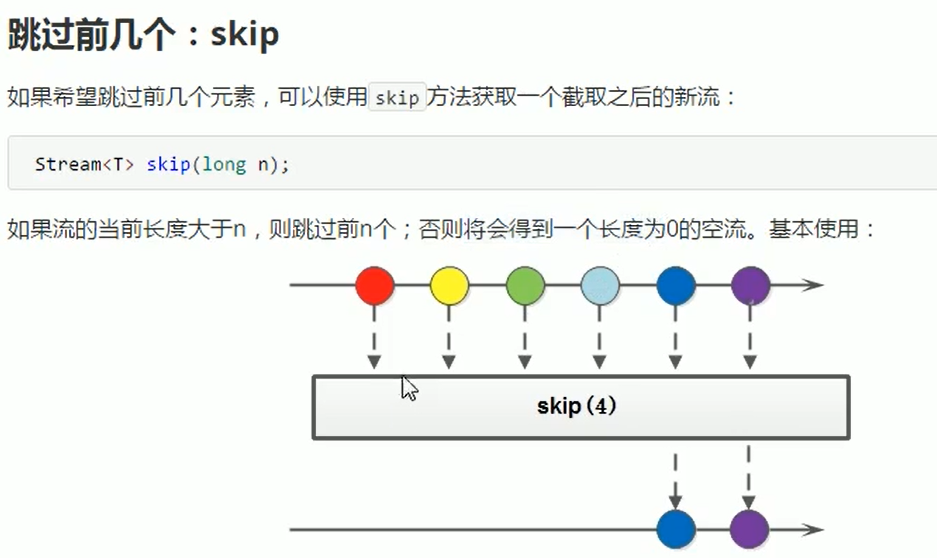 跳过前几个：skip
如果希望跳过前几个元素，可以使用skip方法获取一个截取之后的新流：
Stream<T> skip(long n);
如果流的当前长度大于n，则跳过前n个；否则将会得到一个长度为0的空流。基本使用：
skip(4)